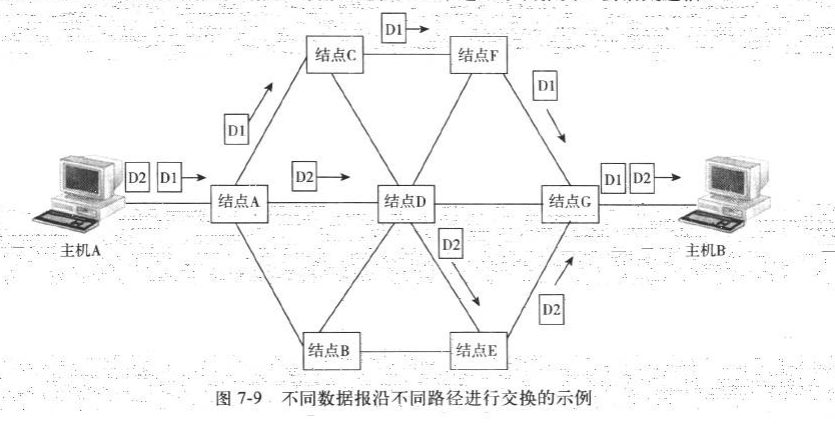 D1
结点C
结点F
D1
D1
D2 D1
D2
D1 D2
结点A
结点D
结点G
主机A
主机B
D2
D2
结点B
结点E
图 7-9 不同数据报沿不同路径进行交换的示例